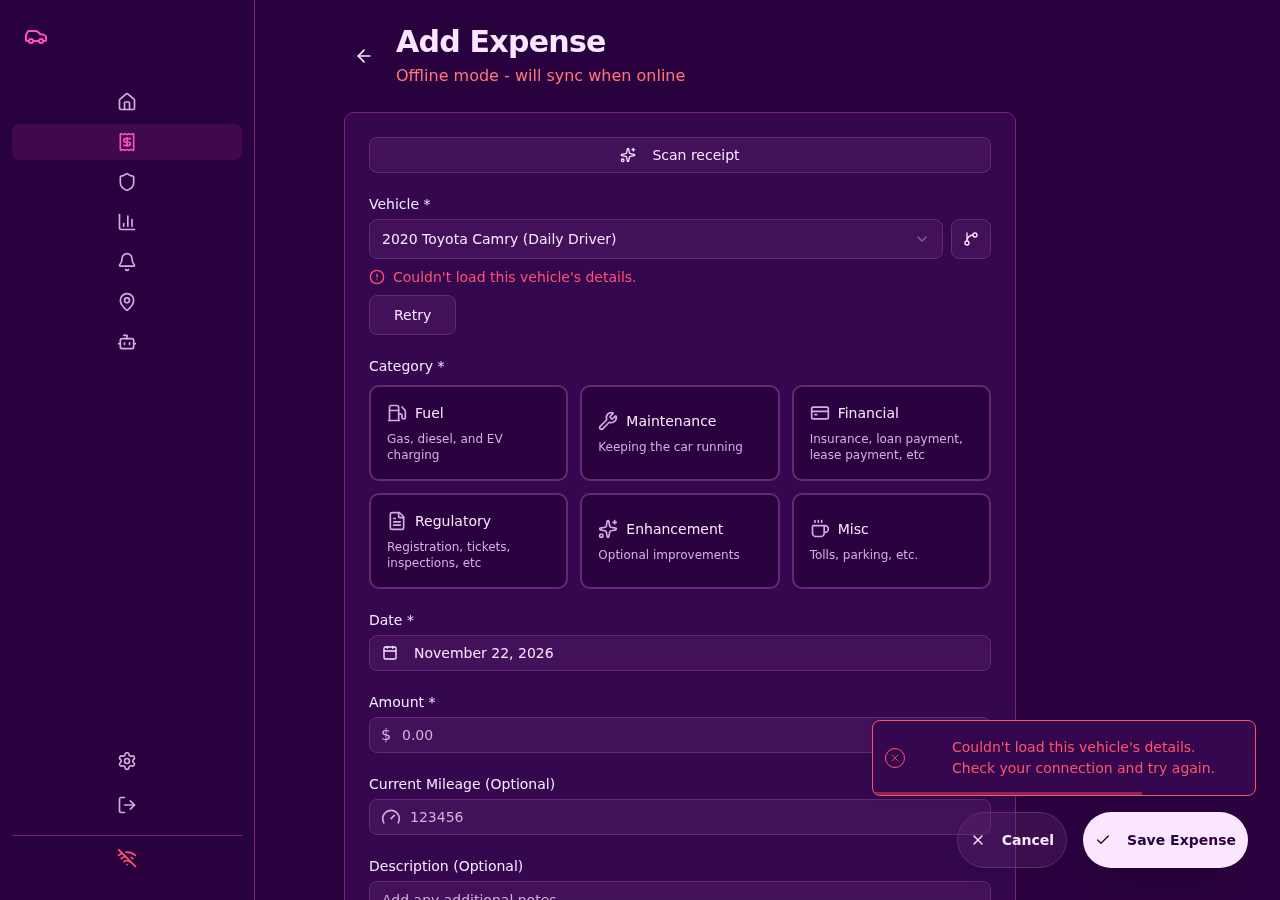 Add Expense
Offline mode - will sync when online
Scan receipt
Vehicle *
2020 Toyota Camry (Daily Driver)
Couldn't load this vehicle's details.
Retry
Category *
Fuel
Gas, diesel, and EV
charging
Maintenance
Keeping the car running
Financial
Insurance, loan payment,
lease payment, etc
Regulatory
Registration, tickets,
inspections, etc
Enhancement
Optional improvements
Misc
Tolls, parking, etc.
Date *
November 22, 2026
Amount *
$ 0.00
Couldn't load this vehicle's details.
Check your connection and try again.
Current Mileage (Optional)
123456
Cancel
Save Expense
Description (Optional)
Add any additional notes